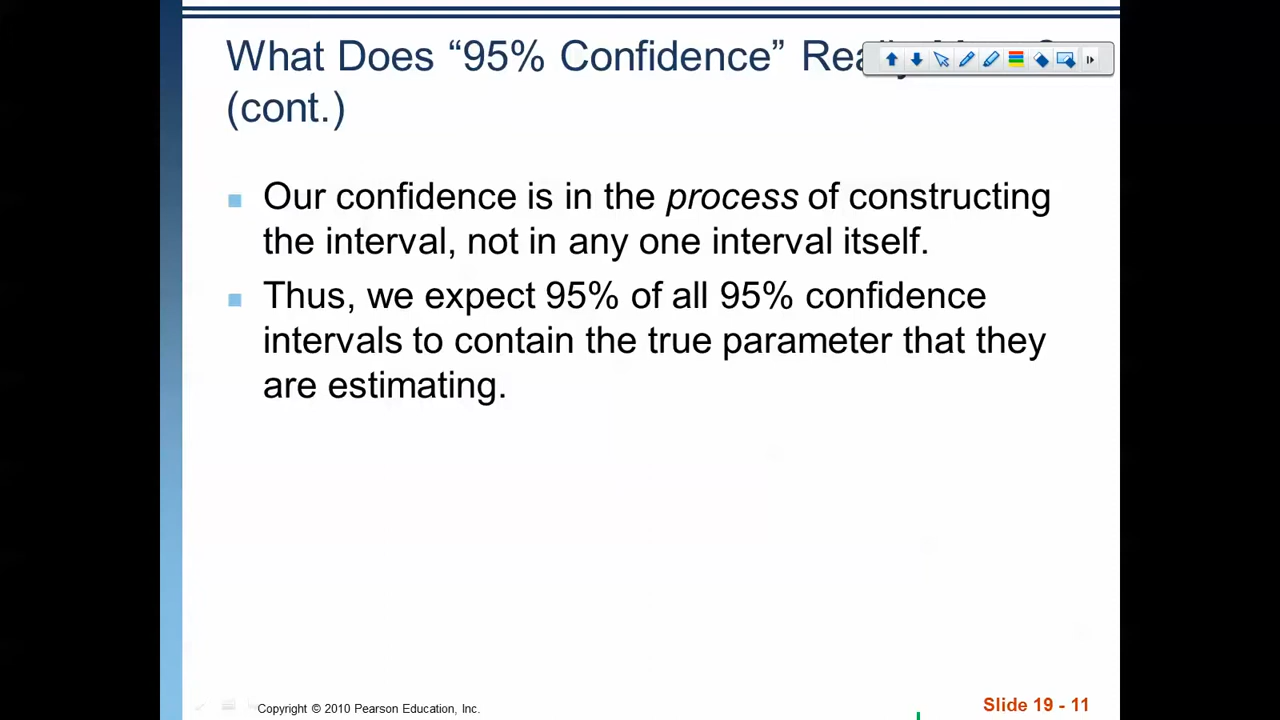 What Does “95% Confidence”
(cont.)
■ Our confidence is in the process of constructing
the interval, not in any one interval itself.
■ Thus, we expect 95% of all 95% confidence
intervals to contain the true parameter that they
are estimating.
Copyright © 2010 Pearson Education, Inc.
Slide 19 - 11